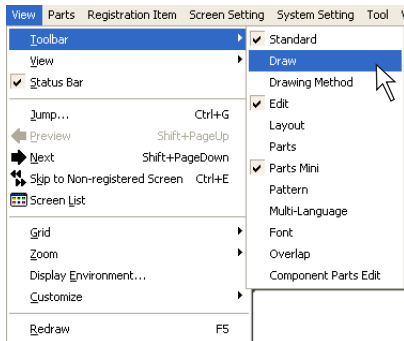 View Parts Registration Item Screen Setting System Setting Tool
Toolbar
View
Status Bar
Jump... Ctrl+G
Preview Shift+PageUp
Next Shift+PageDown
Skip to Non-registered Screen Ctrl+E
Screen List
Grid
Zoom
Display Environment...
Customize
Redraw F5
Standard
Draw
Drawing Method
Edit
Layout
Parts
Parts Mini
Pattern
Multi-Language
Font
Overlap
Component Parts Edit